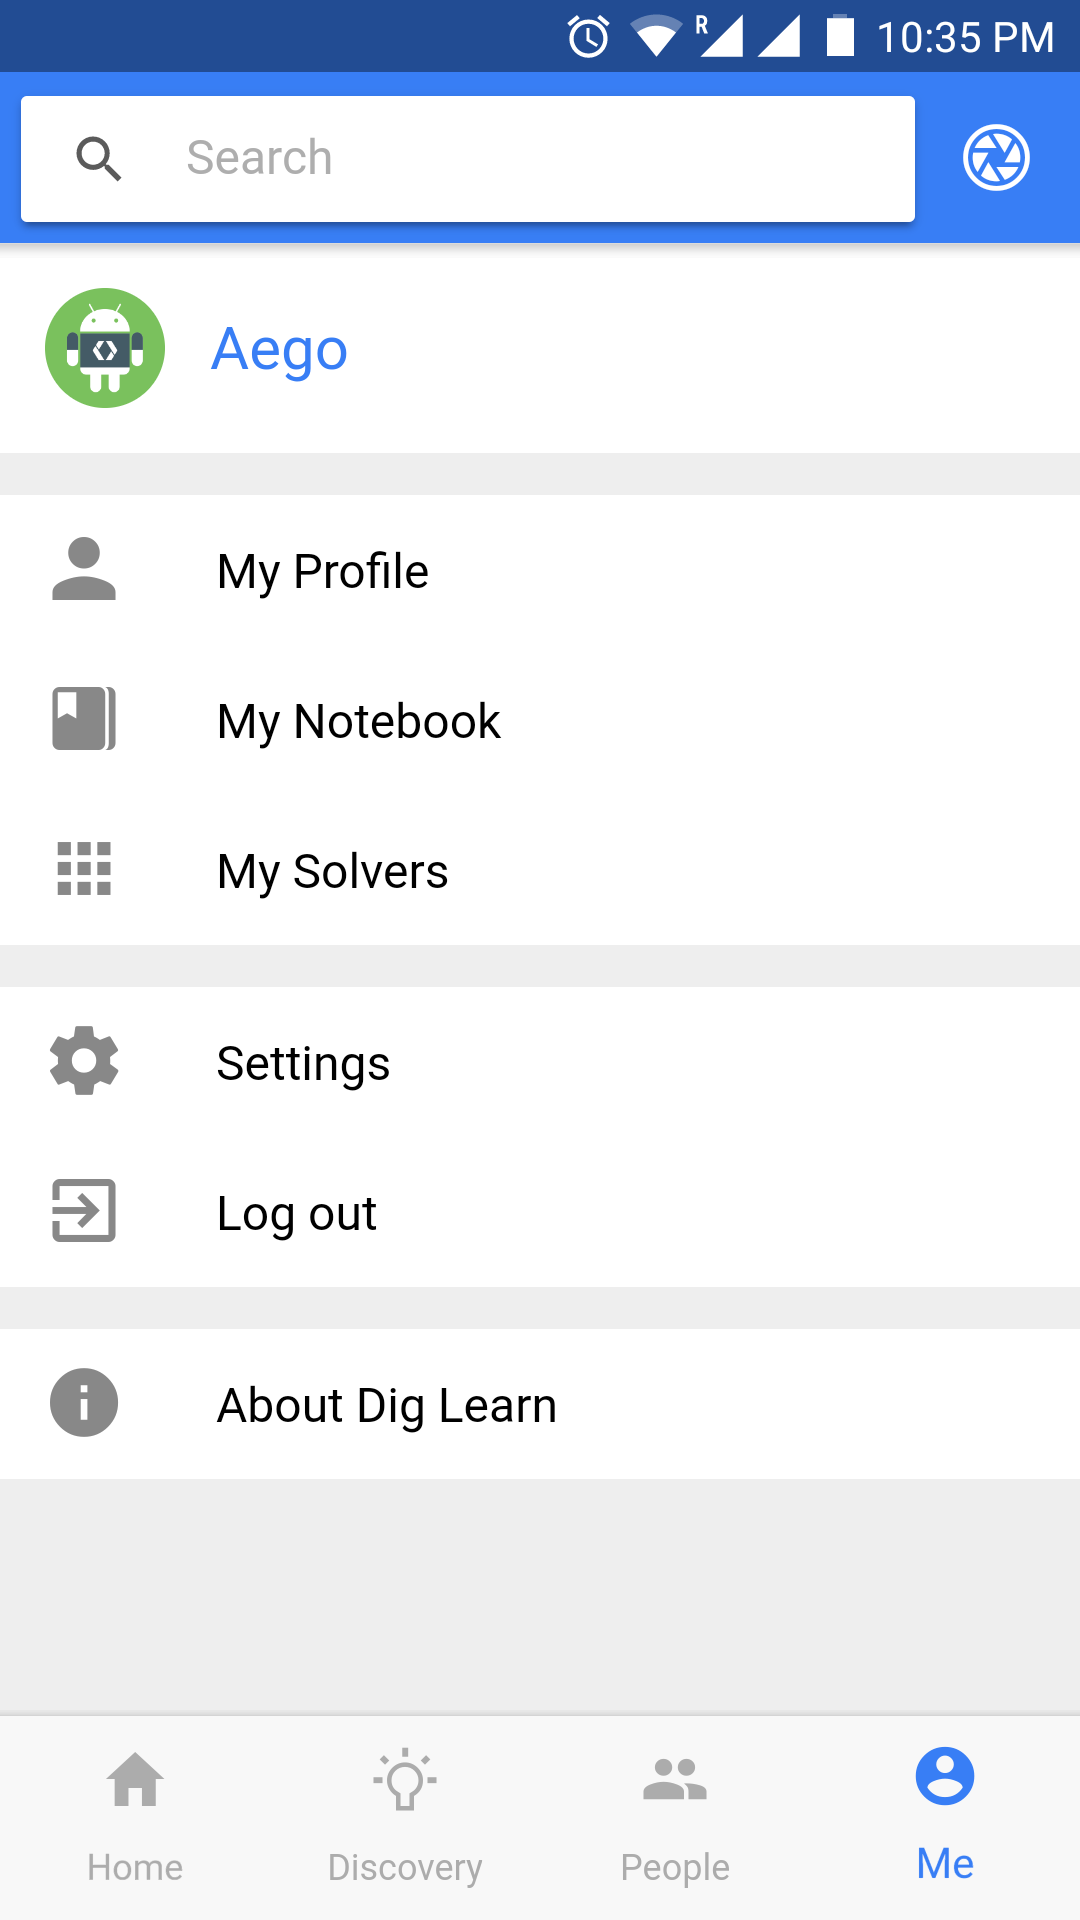 R
10:35 PM
Search
Aego
My Profile
My Notebook
My Solvers
Settings
Log out
About Dig Learn
Home
Discovery
People
Me